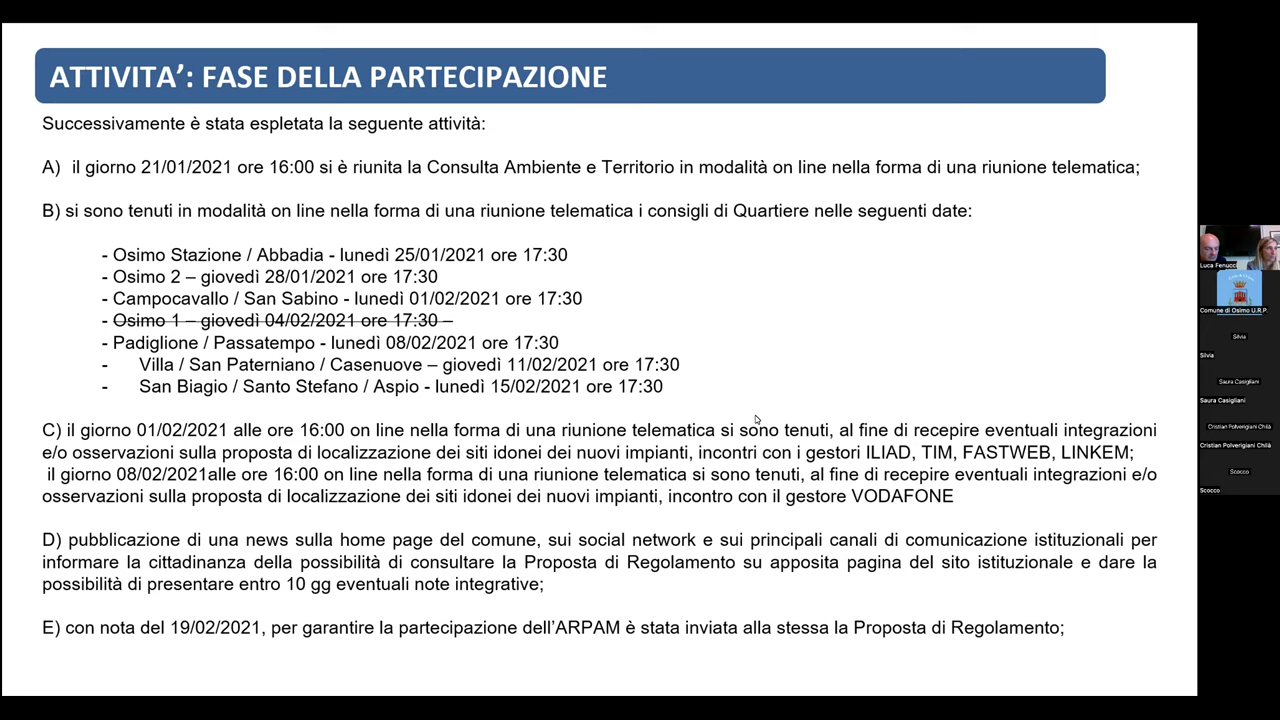 ATTIVITA’: FASE DELLA PARTECIPAZIONE
Successivamente è stata espletata la seguente attività:
A) il giorno 21/01/2021 ore 16:00 si è riunita la Consulta Ambiente e Territorio in modalità on line nella forma di una riunione telematica;
B) si sono tenuti in modalità on line nella forma di una riunione telematica i consigli di Quartiere nelle seguenti date:
- Osimo Stazione / Abbadia - lunedì 25/01/2021 ore 17:30
- Osimo 2 – giovedì 28/01/2021 ore 17:30
- Campocavallo / San Sabino - lunedì 01/02/2021 ore 17:30
- Osimo 1 – giovedì 04/02/2021 ore 17:30 –
- Padiglione / Passatempo - lunedì 08/02/2021 ore 17:30
- Villa / San Paterniano / Casenuove – giovedì 11/02/2021 ore 17:30
- San Biagio / Santo Stefano / Aspio - lunedì 15/02/2021 ore 17:30
C) il giorno 01/02/2021 alle ore 16:00 on line nella forma di una riunione telematica si sono tenuti, al fine di recepire eventuali integrazioni
e/o osservazioni sulla proposta di localizzazione dei siti idonei dei nuovi impianti, incontri con i gestori ILIAD, TIM, FASTWEB, LINKEM;
il giorno 08/02/2021alle ore 16:00 on line nella forma di una riunione telematica si sono tenuti, al fine di recepire eventuali integrazioni e/o
osservazioni sulla proposta di localizzazione dei siti idonei dei nuovi impianti, incontro con il gestore VODAFONE
D) pubblicazione di una news sulla home page del comune, sui social network e sui principali canali di comunicazione istituzionali per
informare la cittadinanza della possibilità di consultare la Proposta di Regolamento su apposita pagina del sito istituzionale e dare la
possibilità di presentare entro 10 gg eventuali note integrative;
E) con nota del 19/02/2021, per garantire la partecipazione dell’ARPAM è stata inviata alla stessa la Proposta di Regolamento;
Luca Fenucci
Comune di Osimo U.R.P.
Silvia
Silvia
Saura Casigliani
Saura Casigliani
Cristian Polverigiani Chilà
Cristian Polverigiani Chilà
Scocco
Scocco